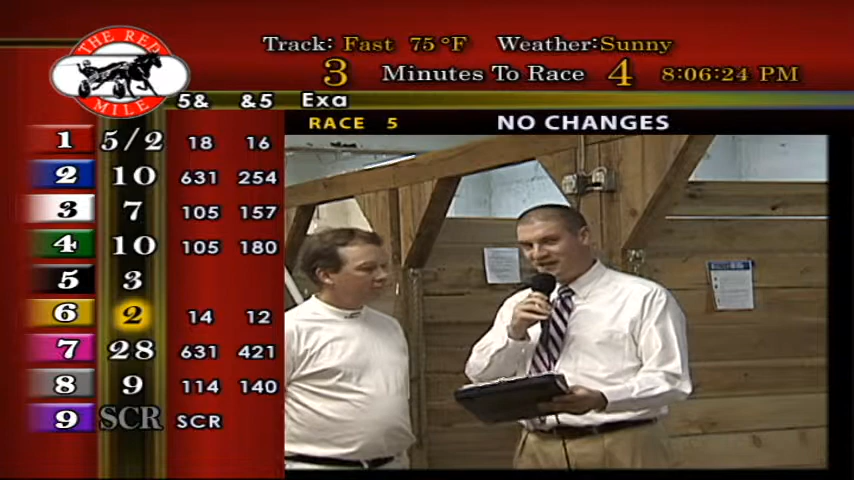 THE RED
MILE
Track: Fast 75°F Weather:Sunny
3 Minutes To Race 4 8:06:24 PM
5& &5 Exa
RACE 5 NO CHANGES
1 5/2 18 16
2 10 631 254
3 7 105 157
4 10 105 180
5 3
6 2 14 12
7 28 631 421
8 9 114 140
9 SCR SCR